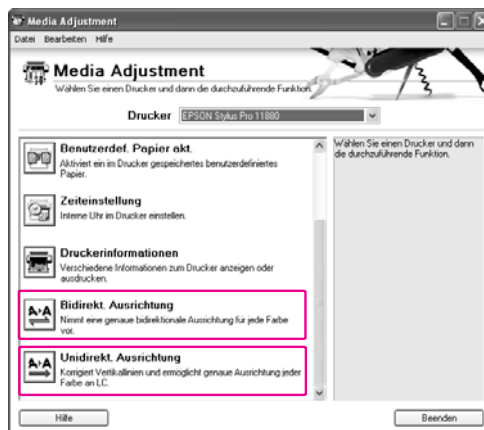 Media Adjustment
Datei Bearbeiten Hilfe
Media Adjustment
Wählen Sie einen Drucker und dann die durchzuführende Funktion.
Drucker EPSON Stylus Pro 11880
Benutzerdef. Papier akt.
Aktiviert ein im Drucker gespeichertes benutzerdefiniertes
Papier.
Zeiteinstellung
Interne Uhr im Drucker einstellen.
Druckerinformationen
Verschiedene Informationen zum Drucker anzeigen oder
ausdrucken.
A A
Bidirekt. Ausrichtung
Nimmt eine genaue bidirektionale Ausrichtung für jede Farbe
vor.
A A
Unidirekt. Ausrichtung
Korrigiert Vertikallinien und ermöglicht genaue Ausrichtung jeder
Farbe an LC.
Wählen Sie einen Drucker und dann
die durchzuführende Funktion.
Hilfe
Beenden